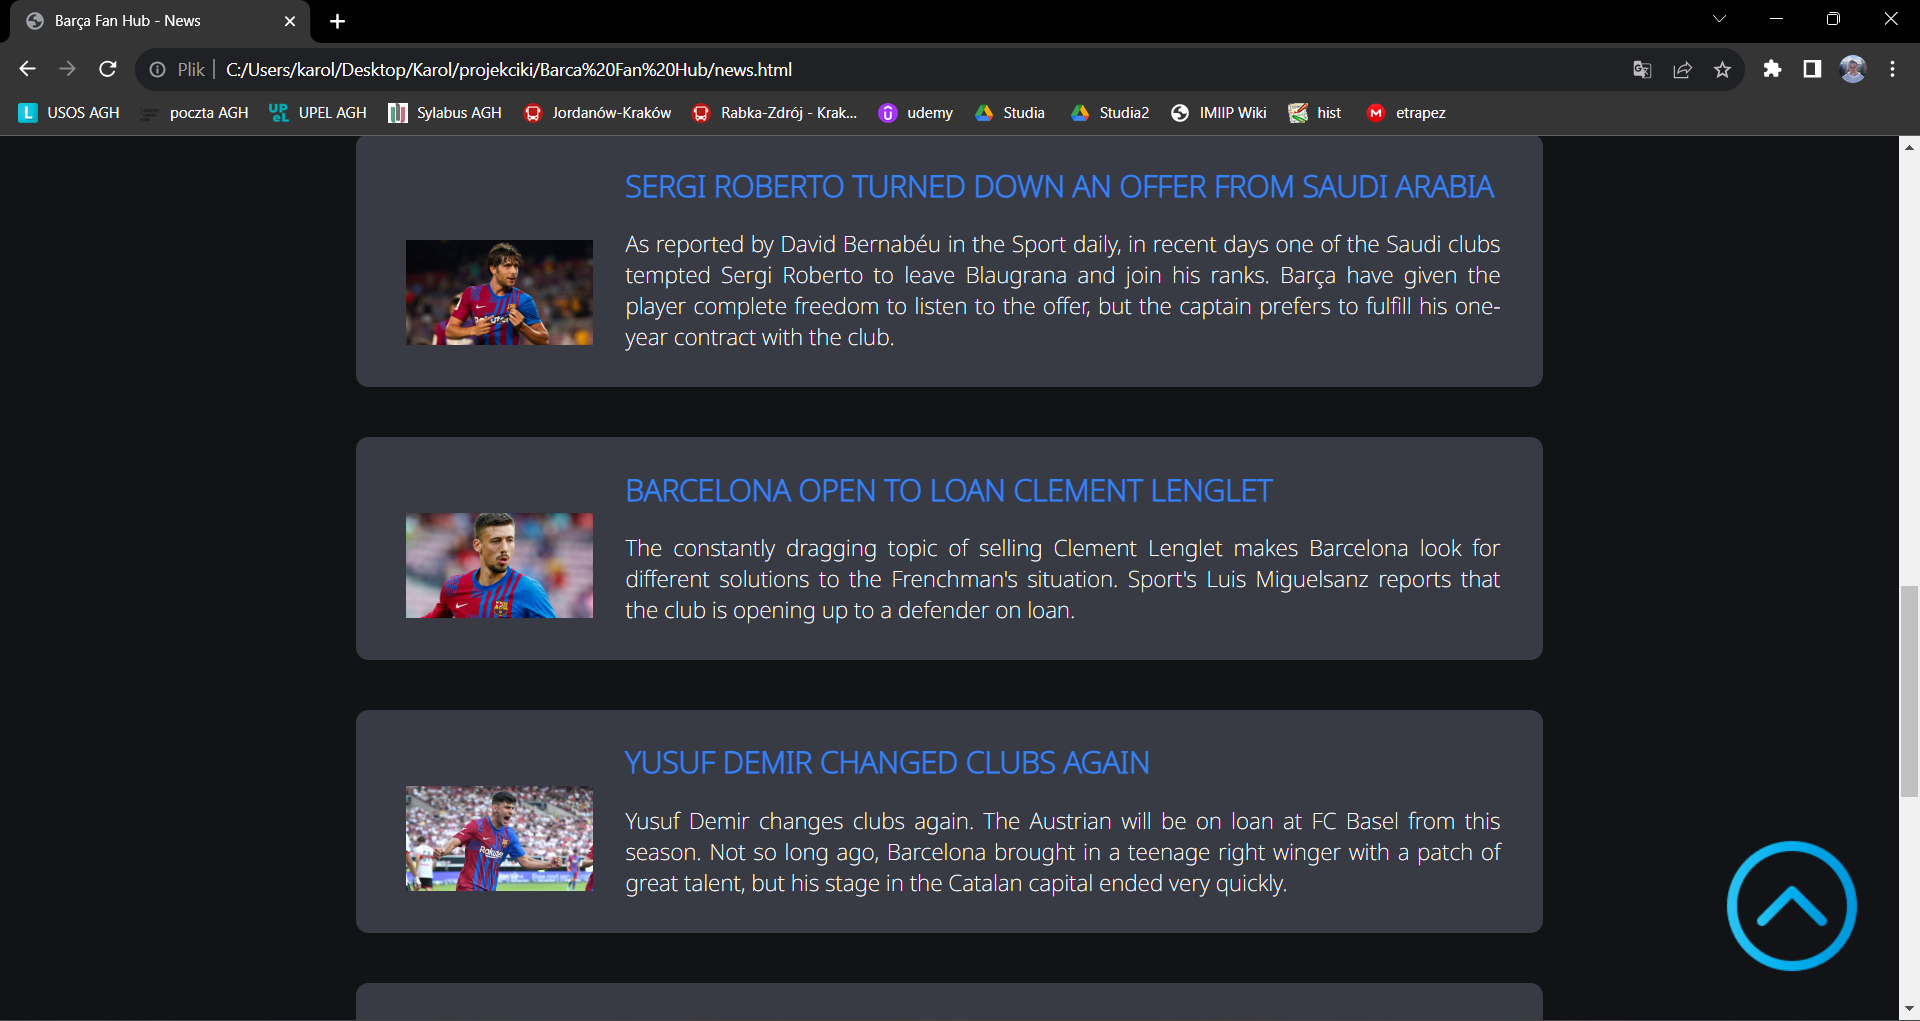 Barça Fan Hub - News
Plik
C:/Users/karol/Desktop/Karol/projekciki/Barca%20Fan%20Hub/news.html
USOS AGH
poczta AGH
UPEL AGH
Sylabus AGH
Jordanów-Kraków
Rabka-Zdrój - Krak...
udemy
Studia
Studia2
IMIIP Wiki
hist
etrapez
SERGI ROBERTO TURNED DOWN AN OFFER FROM SAUDI ARABIA
As reported by David Bernabéu in the Sport daily, in recent days one of the Saudi clubs
tempted Sergi Roberto to leave Blaugrana and join his ranks. Barça have given the
player complete freedom to listen to the offer, but the captain prefers to fulfill his one-
year contract with the club.
BARCELONA OPEN TO LOAN CLEMENT LENGLET
The constantly dragging topic of selling Clement Lenglet makes Barcelona look for
different solutions to the Frenchman's situation. Sport's Luis Miguelsanz reports that
the club is opening up to a defender on loan.
YUSUF DEMIR CHANGED CLUBS AGAIN
Yusuf Demir changes clubs again. The Austrian will be on loan at FC Basel from this
season. Not so long ago, Barcelona brought in a teenage right winger with a patch of
great talent, but his stage in the Catalan capital ended very quickly.